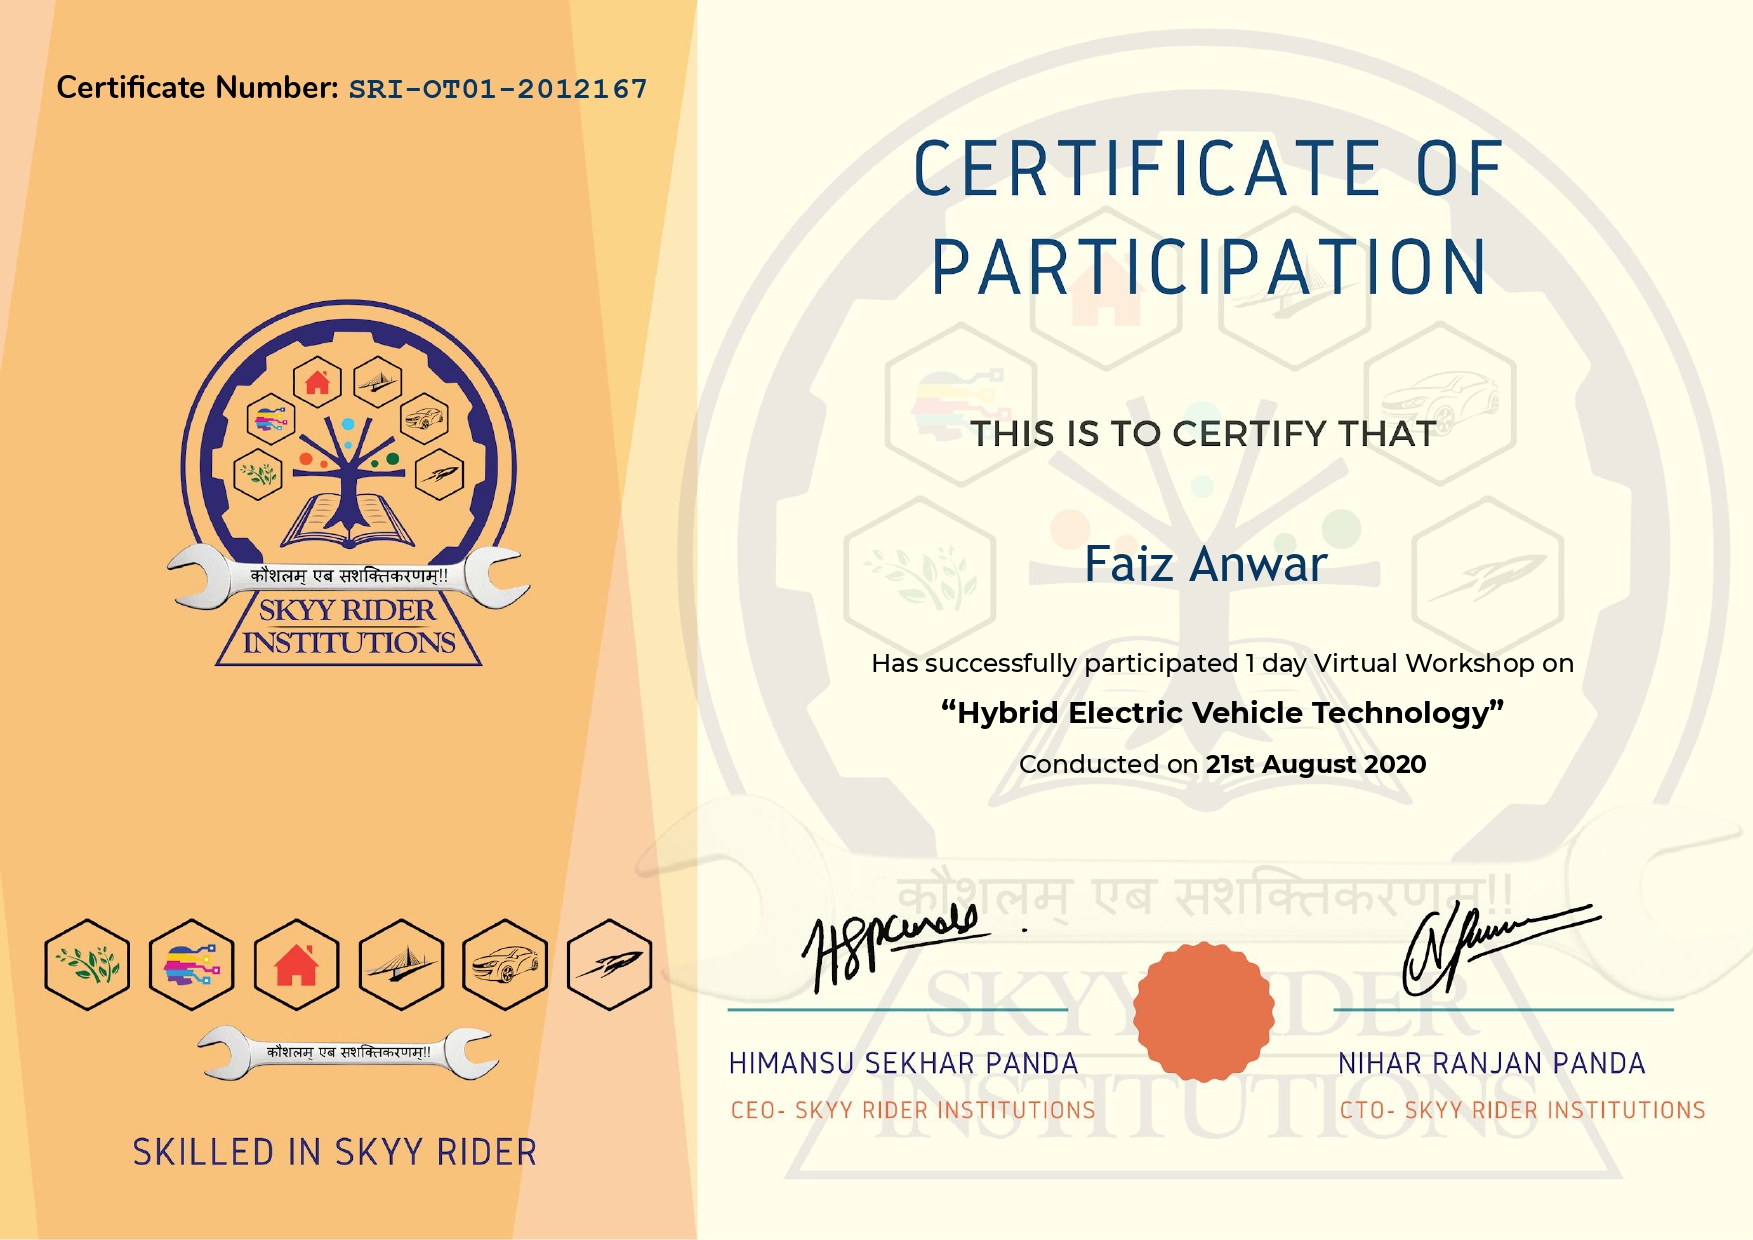 Certificate Number: SRI-OT01-2012167
कौशलम् एब सशक्तिकरणम्!!
SKYY RIDER
INSTITUTIONS
कौशलम् एब सशक्तिकरणम्!!
SKILLED IN SKYY RIDER
CERTIFICATE OF
PARTICIPATION
THIS IS TO CERTIFY THAT
Faiz Anwar
Has successfully participated 1 day Virtual Workshop on
“Hybrid Electric Vehicle Technology”
Conducted on 21st August 2020
कौशलम् एब सशक्तिकरणम्!!
SKYY RIDER
INSTITUTIONS
HIMANSU SEKHAR PANDA
CEO- SKYY RIDER INSTITUTIONS
NIHAR RANJAN PANDA
CTO- SKYY RIDER INSTITUTIONS